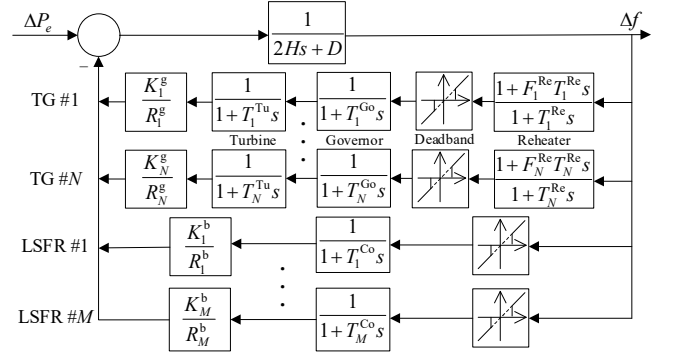 ΔP_e
−
1
2Hs + D
Δf
TG #1
K_1^g
R_1^g
1
1 + T_1^Tu s
1
1 + T_1^Go s
1 + F_1^Re T_1^Re s
1 + T_1^Re s
Turbine
Governor
Deadband
Reheater
TG #N
K_N^g
R_N^g
1
1 + T_N^Tu s
1
1 + T_N^Go s
1 + F_N^Re T_N^Re s
1 + T_N^Re s
LSFR #1
K_1^b
R_1^b
1
1 + T_1^Co s
LSFR #M
K_M^b
R_M^b
1
1 + T_M^Co s